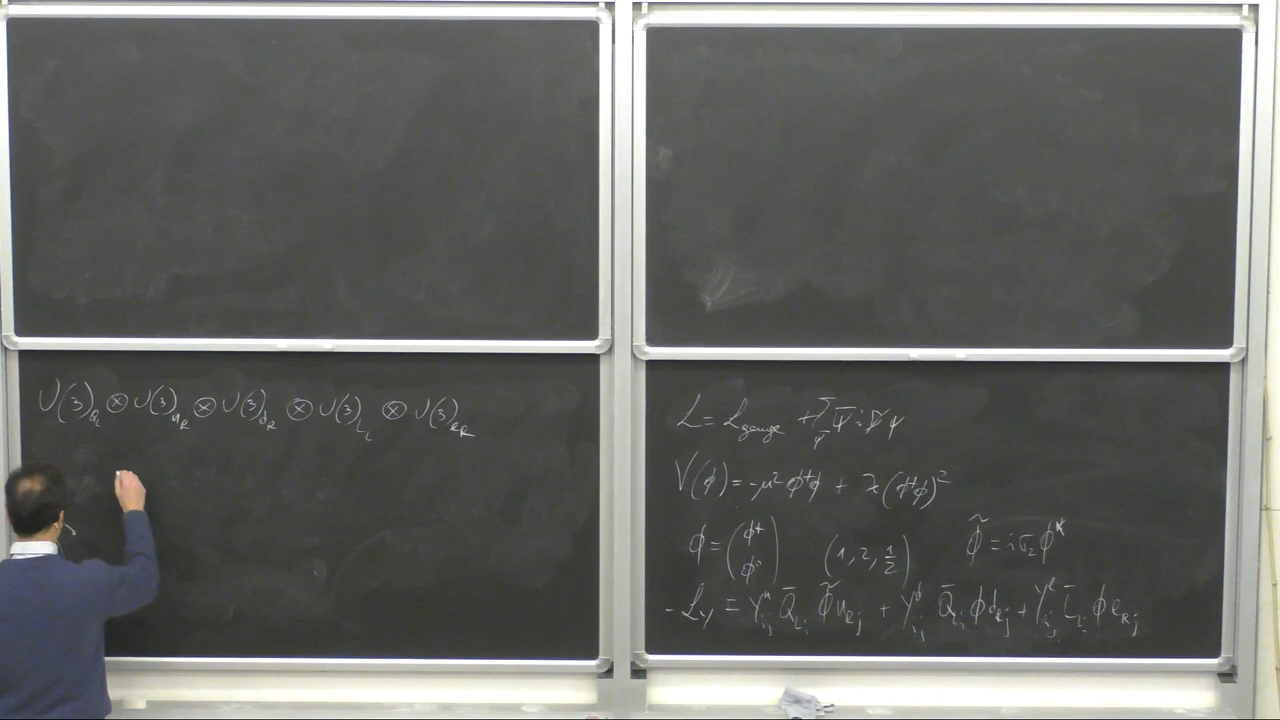 U(3)_{Q_L} ⊗ U(3)_{u_R} ⊗ U(3)_{d_R} ⊗ U(3)_{L_L} ⊗ U(3)_{e_R}
L = L_{gauge} + Σ_ψ ψ̄ i D̸ ψ
V(ϕ) = -μ² ϕ†ϕ + λ(ϕ†ϕ)²
ϕ = (ϕ⁺ ϕ⁰) (1, 2, 1/2) ϕ̃ = iσ₂ϕ*
-L_Y = Y^u_{ij} Q̄_{L_i} ϕ̃ u_{R_j} + Y^d_{ij} Q̄_{L_i} ϕ d_{R_j} + Y^e_{ij} L̄_{L_i} ϕ e_{R_j}